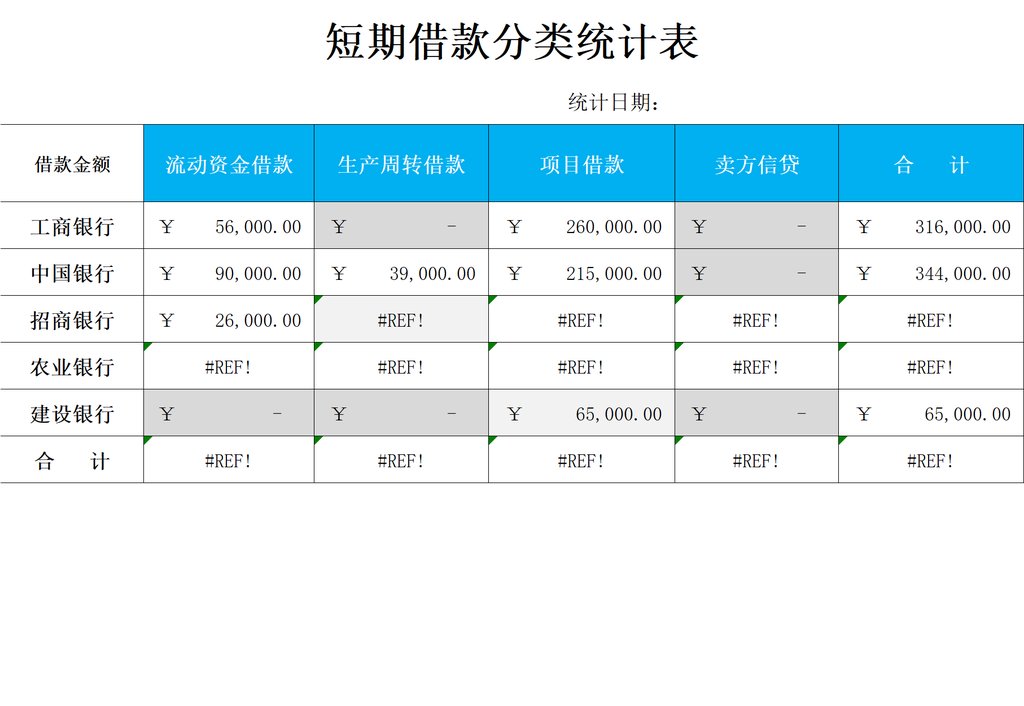 短期借款分类统计表
统计日期：
借款金额 流动资金借款 生产周转借款 项目借款 卖方信贷 合 计
工商银行 ￥ 56,000.00 ￥ - ￥ 260,000.00 ￥ - ￥ 316,000.00
中国银行 ￥ 90,000.00 ￥ 39,000.00 ￥ 215,000.00 ￥ - ￥ 344,000.00
招商银行 ￥ 26,000.00 #REF! #REF! #REF! #REF!
农业银行 #REF! #REF! #REF! #REF! #REF!
建设银行 ￥ - ￥ - ￥ 65,000.00 ￥ - ￥ 65,000.00
合 计 #REF! #REF! #REF! #REF! #REF!